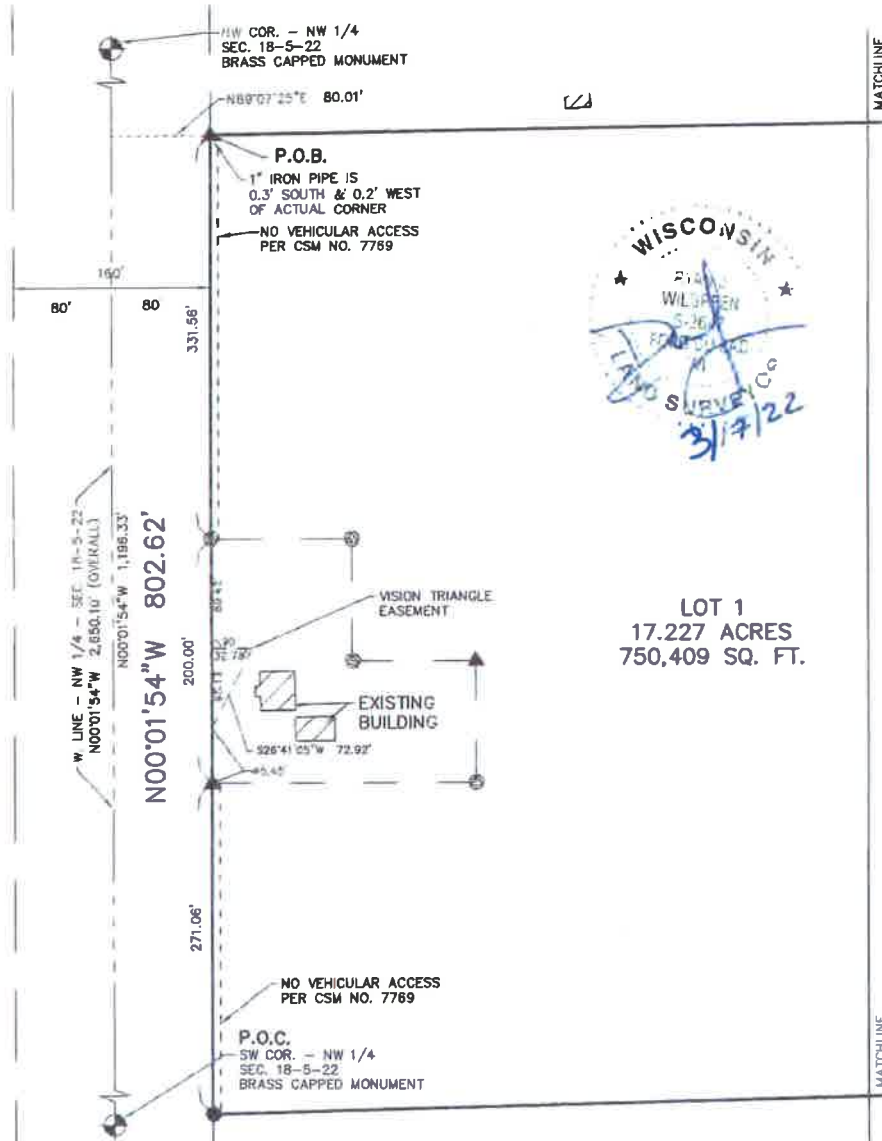 NW COR. - NW 1/4
SEC. 18-5-22
BRASS CAPPED MONUMENT
MATCHLINE
N89°07'25"E 80.01'
P.O.B.
1" IRON PIPE IS
0.3' SOUTH & 0.2' WEST
OF ACTUAL CORNER
NO VEHICULAR ACCESS
PER CSM NO. 7769
WISCONSIN
LAND SURVEYO
3/17/22
160'
80'
80
331.56'
W. LINE - NW 1/4 - SEC. 18-5-22
N00°01'54"W 2,650.10' (OVERALL)
N00°01'54"W 1,196.33'
N00°01'54"W 802.62'
200.00'
VISION TRIANGLE
EASEMENT
LOT 1
17.227 ACRES
750,409 SQ. FT.
EXISTING
BUILDING
S26°41'05"W 72.92'
45.45'
271.06'
NO VEHICULAR ACCESS
PER CSM NO. 7769
P.O.C.
SW COR. - NW 1/4
SEC. 18-5-22
BRASS CAPPED MONUMENT
MATCHLINE